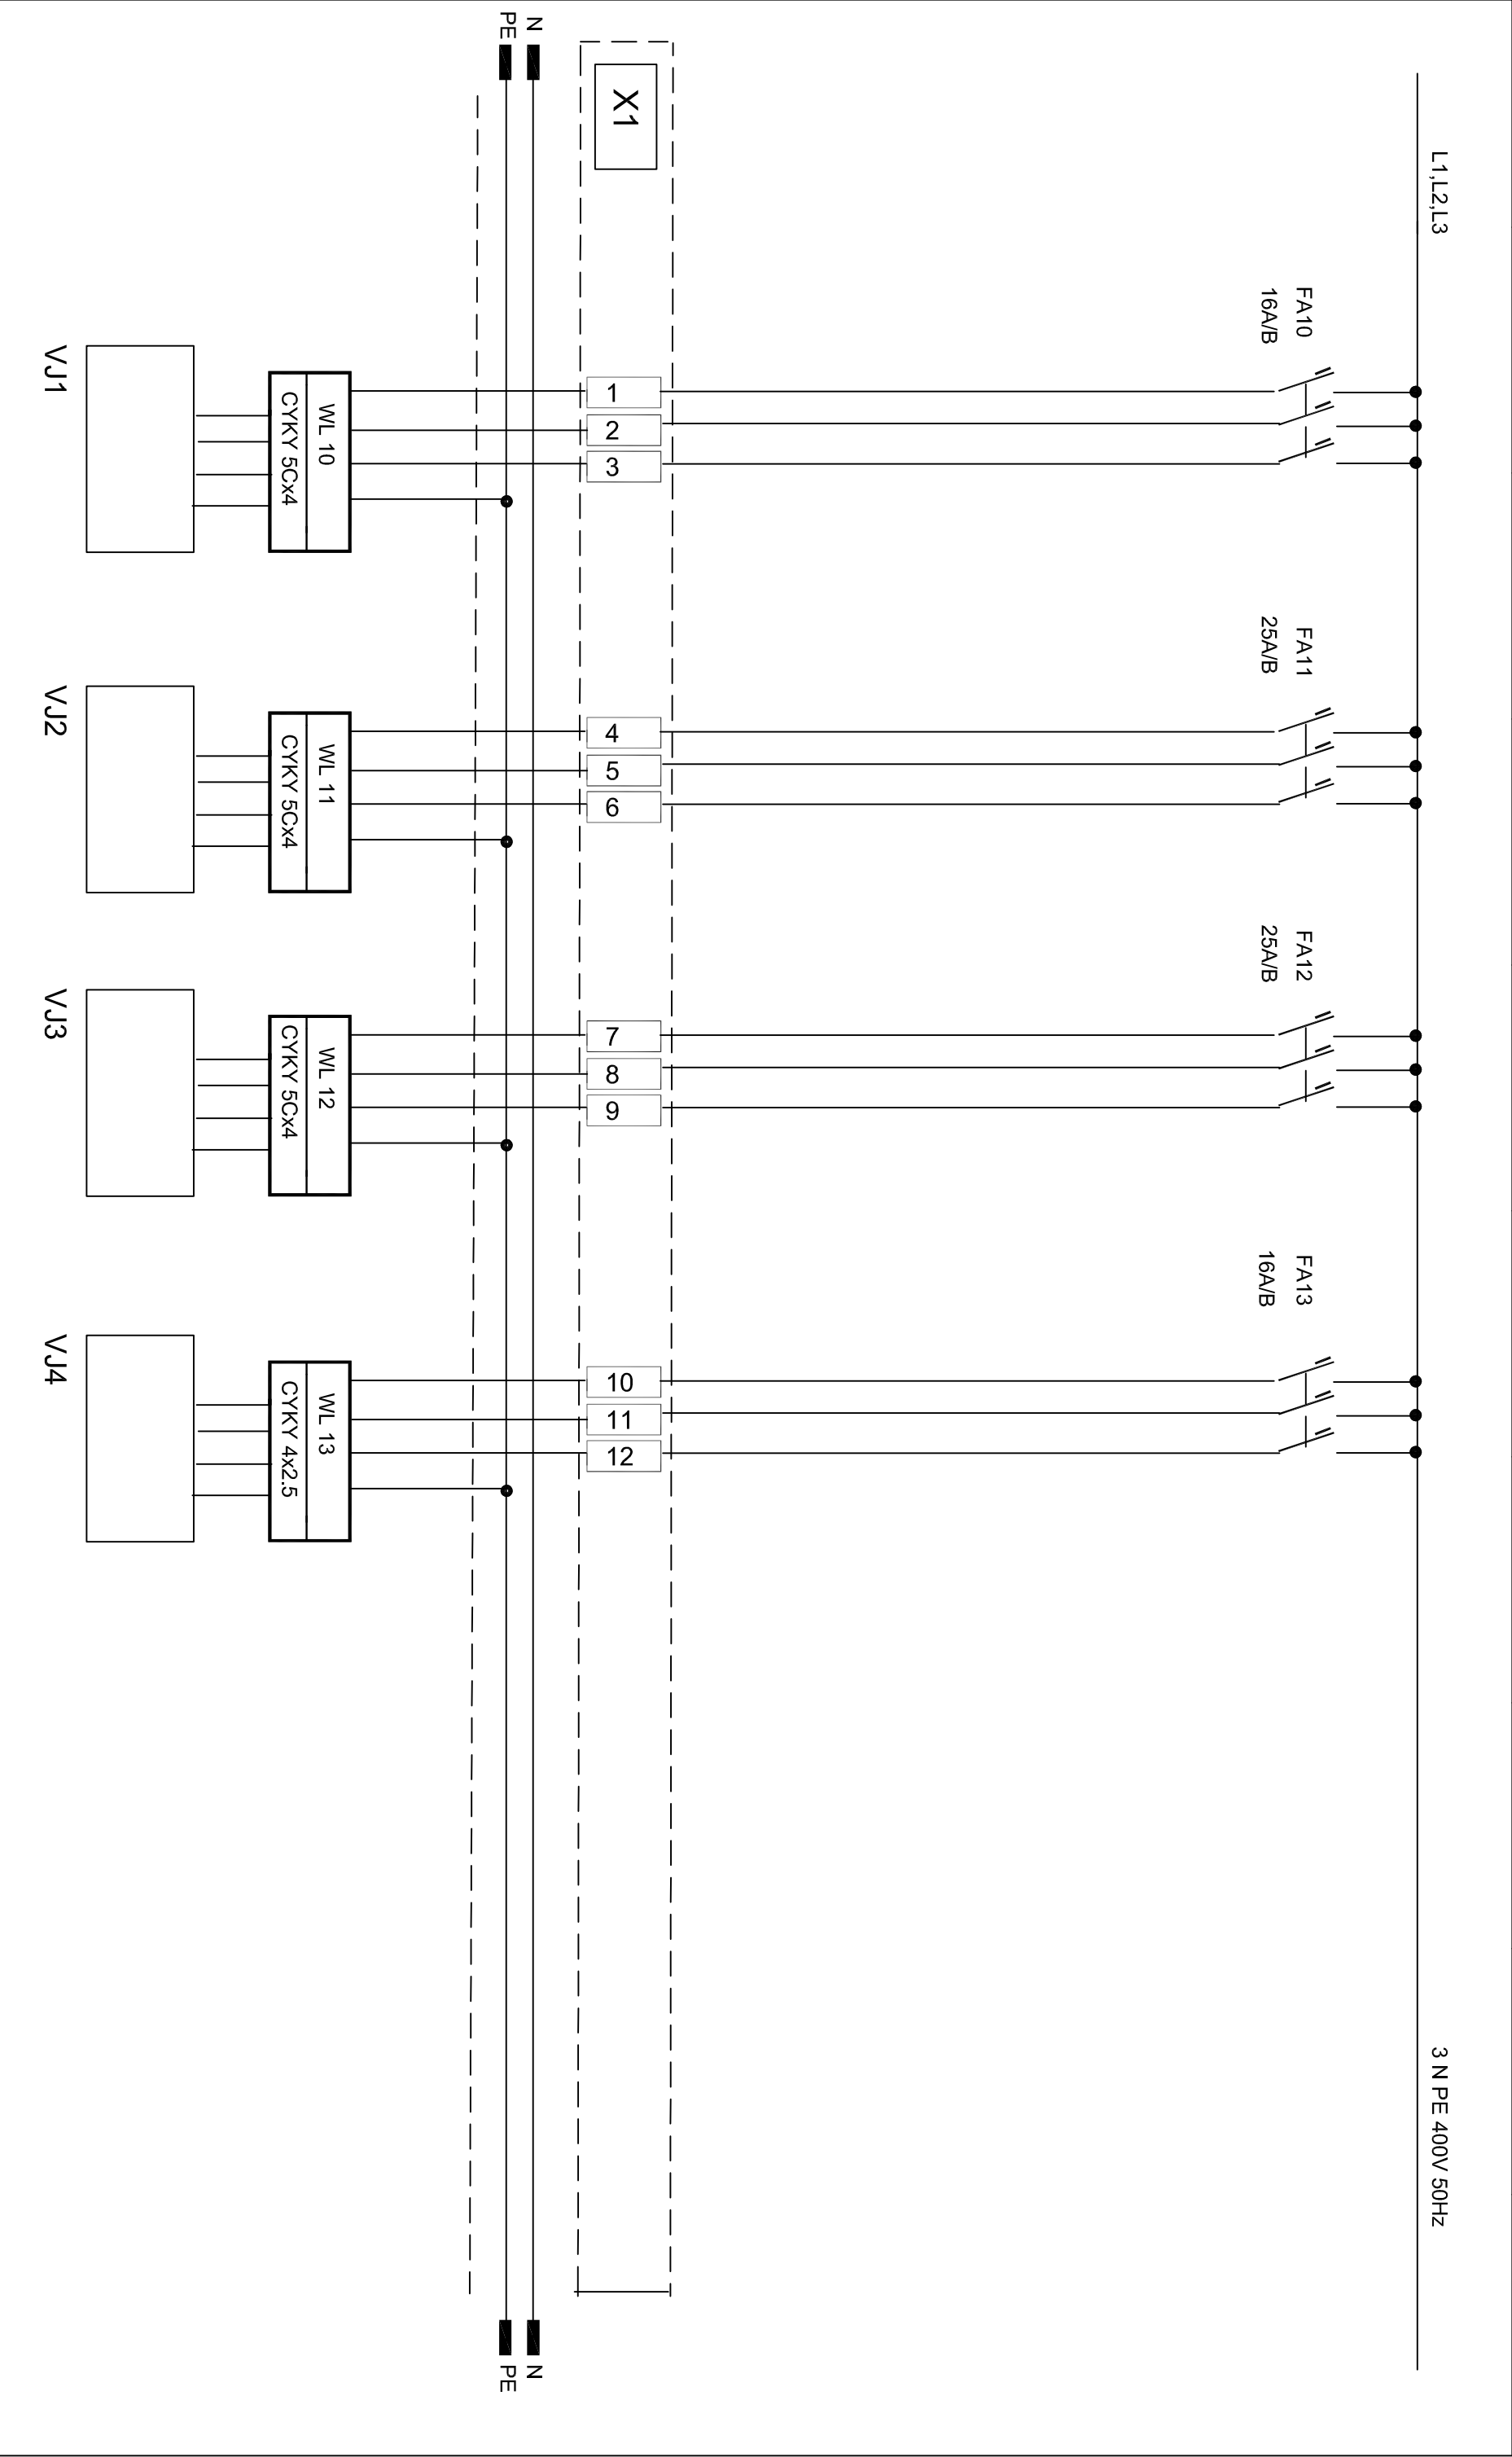 L1,L2,L3
3 N PE 400V 50Hz
FA10
16A/B
FA11
25A/B
FA12
25A/B
FA13
16A/B
X1
1
2
3
4
5
6
7
8
9
10
11
12
N
N
PE
PE
WL 10
CYKY 5Cx4
WL 11
CYKY 5Cx4
WL 12
CYKY 5Cx4
WL 13
CYKY 4x2.5
VJ1
VJ2
VJ3
VJ4